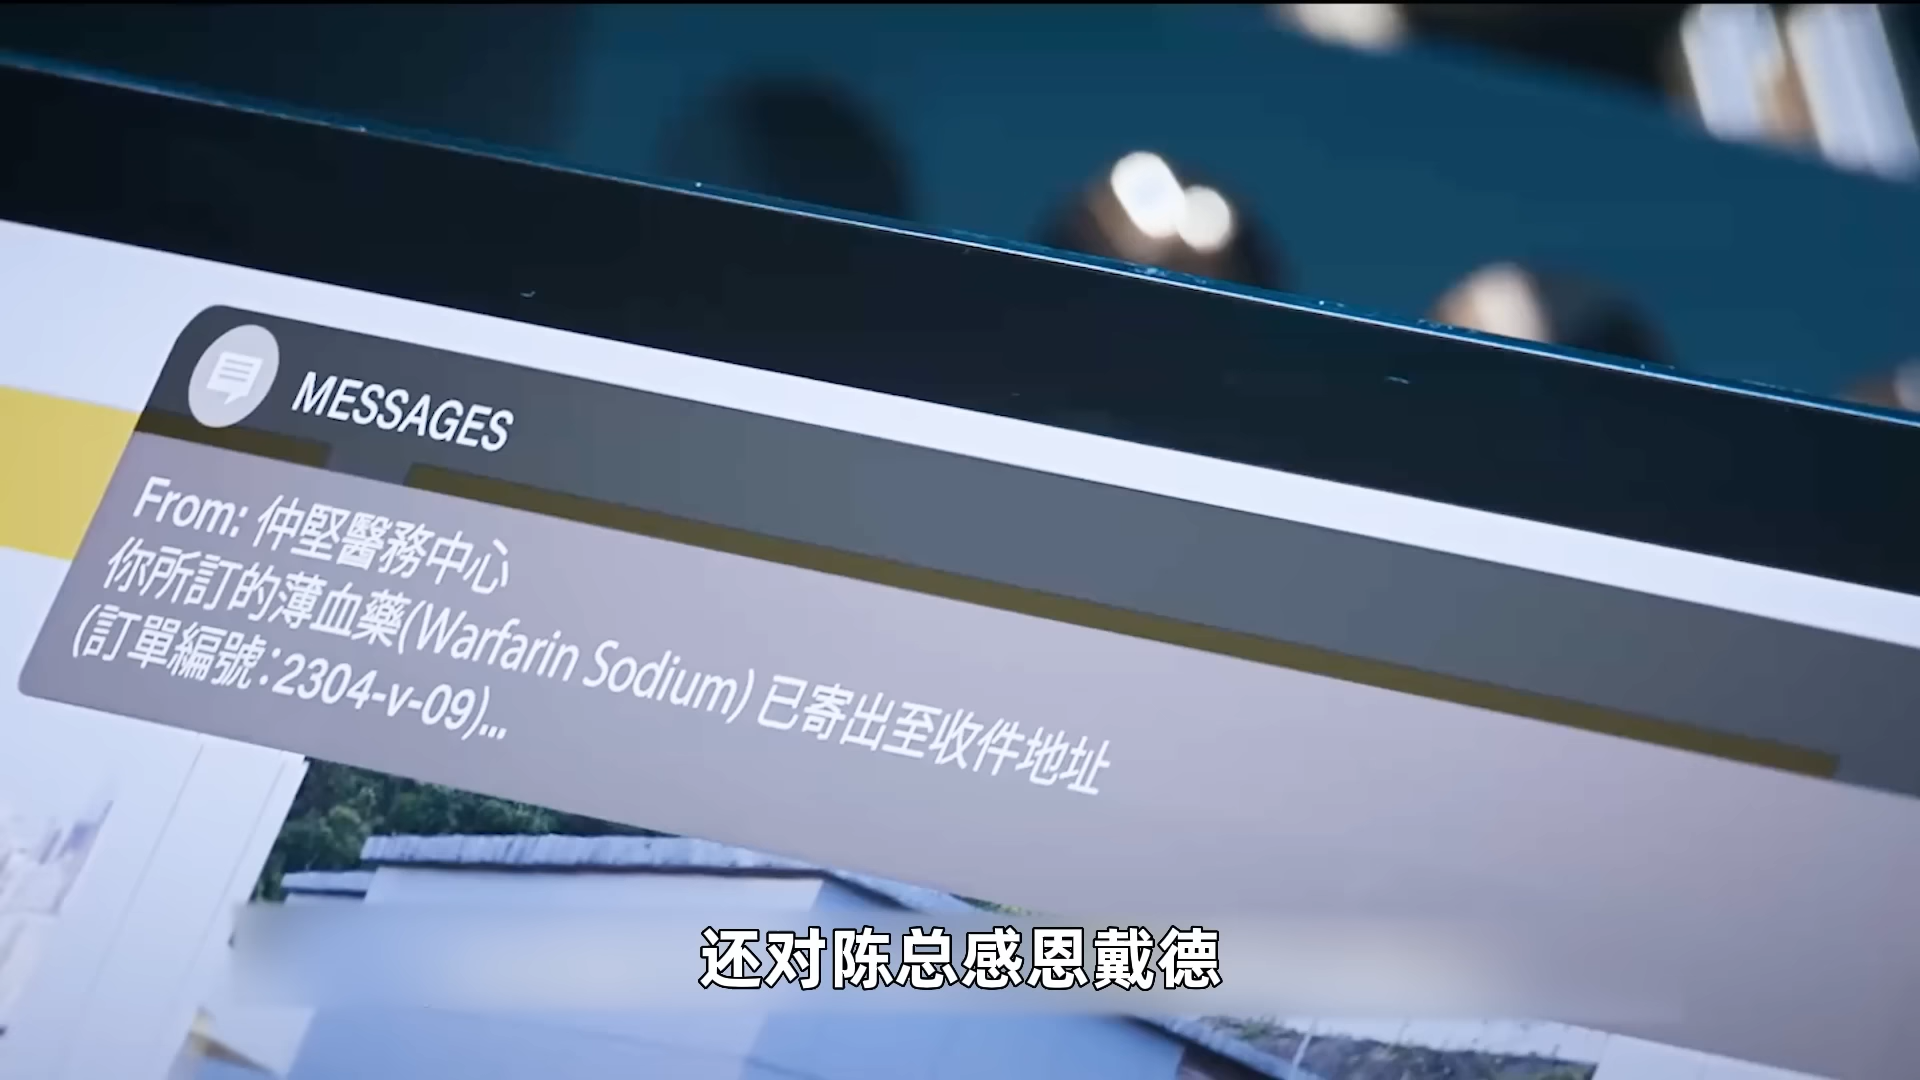 MESSAGES
From: 仲堅醫務中心
你所訂的薄血藥(Warfarin Sodium) 已寄出至收件地址
(訂單編號：2304-v-09)...
还对陈总感恩戴德